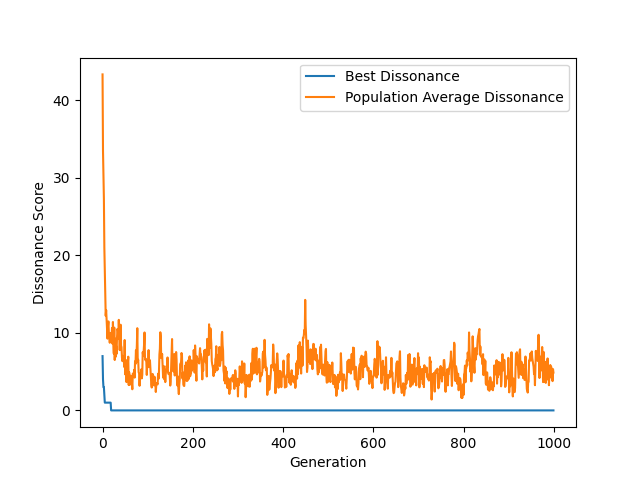 Best Dissonance
Population Average Dissonance
40
30
20
10
0
Dissonance Score
0 200 400 600 800 1000
Generation